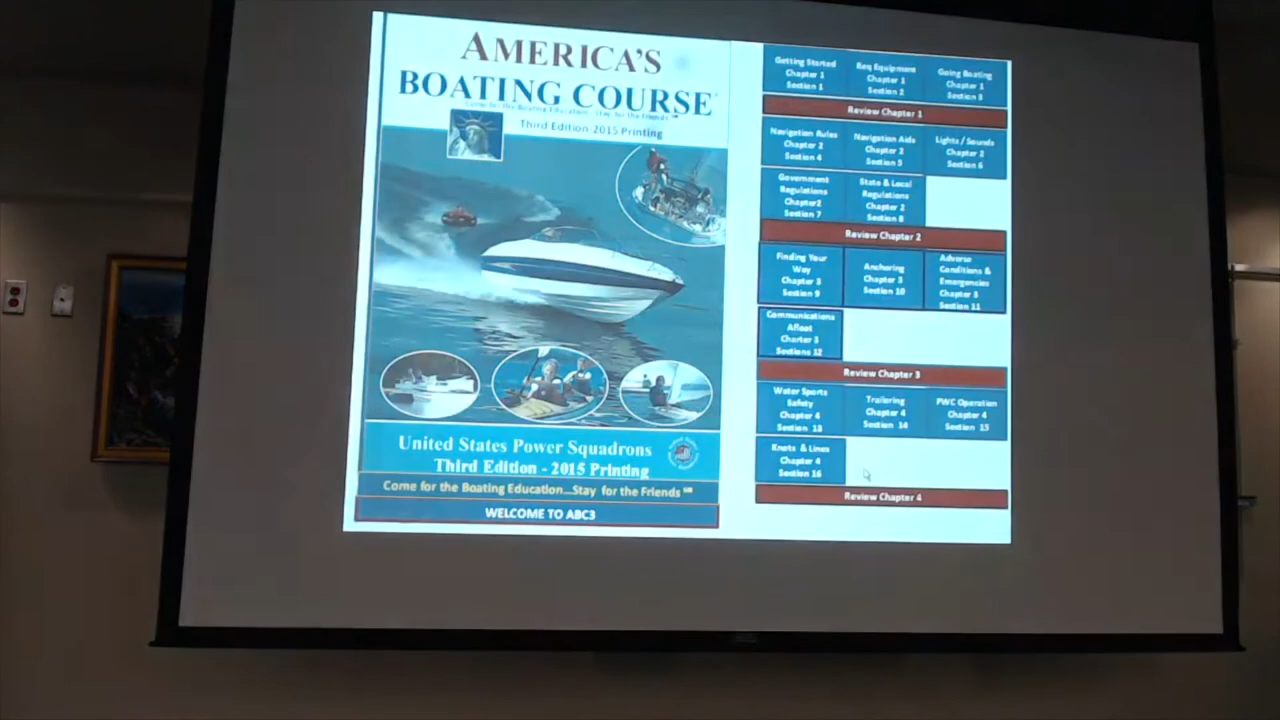 AMERICA'S
BOATING COURSE
Come for the Boating Education...Stay for the Friends℠
Third Edition-2015 Printing
United States Power Squadrons
Third Edition - 2015 Printing
Come for the Boating Education...Stay for the Friends℠
WELCOME TO ABC3
Getting Started
Chapter 1
Section 1
Req Equipment
Chapter 1
Section 2
Going Boating
Chapter 1
Section 3
Review Chapter 1
Navigation Rules
Chapter 2
Section 4
Navigation Aids
Chapter 2
Section 5
Lights / Sounds
Chapter 2
Section 6
Government
Regulations
Chapter2
Section 7
State & Local
Regulations
Chapter 2
Section 8
Review Chapter 2
Finding Your
Way
Chapter 3
Section 9
Anchoring
Chapter 3
Section 10
Adverse
Conditions &
Emergencies
Chapter 3
Section 11
Communications
Afloat
Charter 3
Sections 12
Review Chapter 3
Water Sports
Safety
Chapter 4
Section 13
Trailering
Chapter 4
Section 14
PWC Operation
Chapter 4
Section 15
Knots & Lines
Chapter 4
Section 16
Review Chapter 4